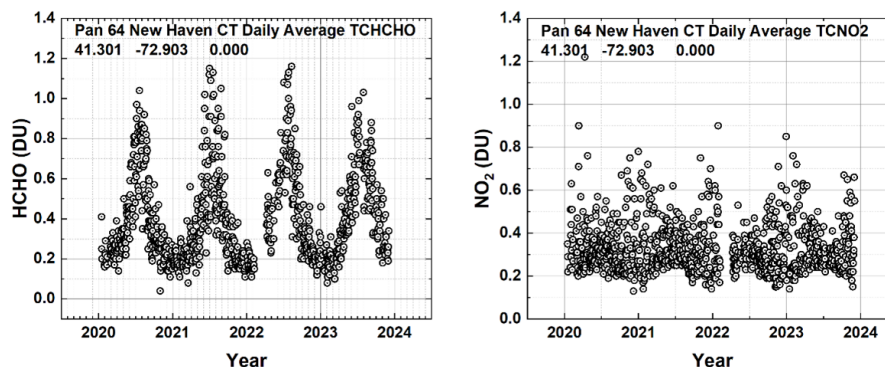 Pan 64 New Haven CT Daily Average TCHCHO
41.301 -72.903 0.000
HCHO (DU)
1.4
1.2
1.0
0.8
0.6
0.4
0.2
0.0
2020 2021 2022 2023 2024
Year
Pan 64 New Haven CT Daily Average TCNO2
41.301 -72.903 0.000
NO₂ (DU)
1.4
1.2
1.0
0.8
0.6
0.4
0.2
0.0
2020 2021 2022 2023 2024
Year